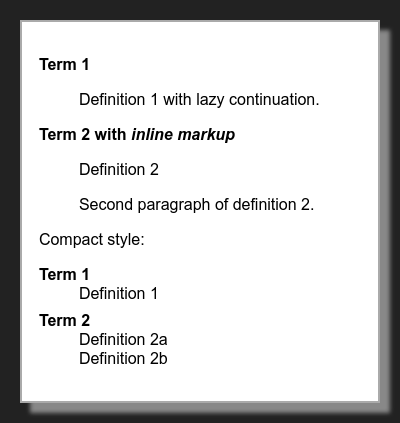 Term 1
Definition 1 with lazy continuation.
Term 2 with inline markup
Definition 2
Second paragraph of definition 2.
Compact style:
Term 1
Definition 1
Term 2
Definition 2a
Definition 2b